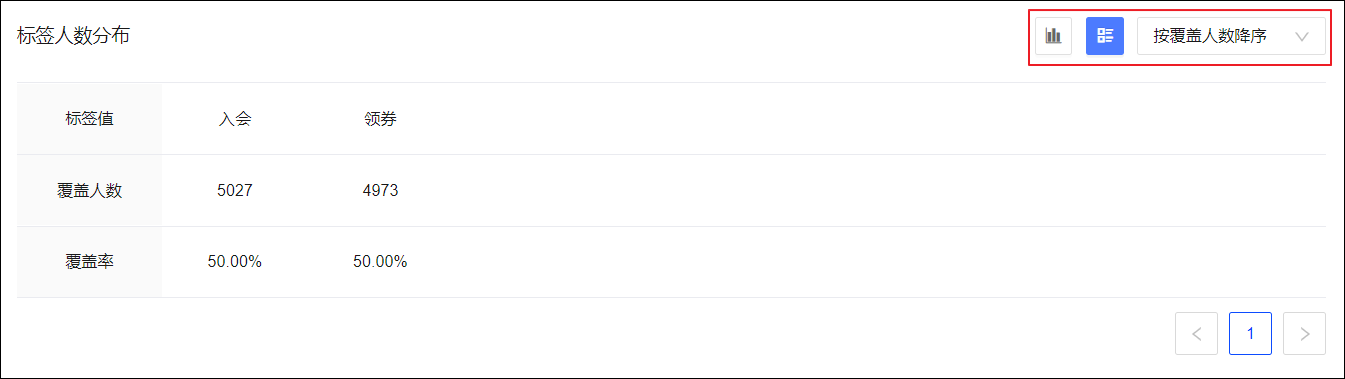 标签人数分布
按覆盖人数降序
标签值 入会 领券
覆盖人数 5027 4973
覆盖率 50.00% 50.00%
1